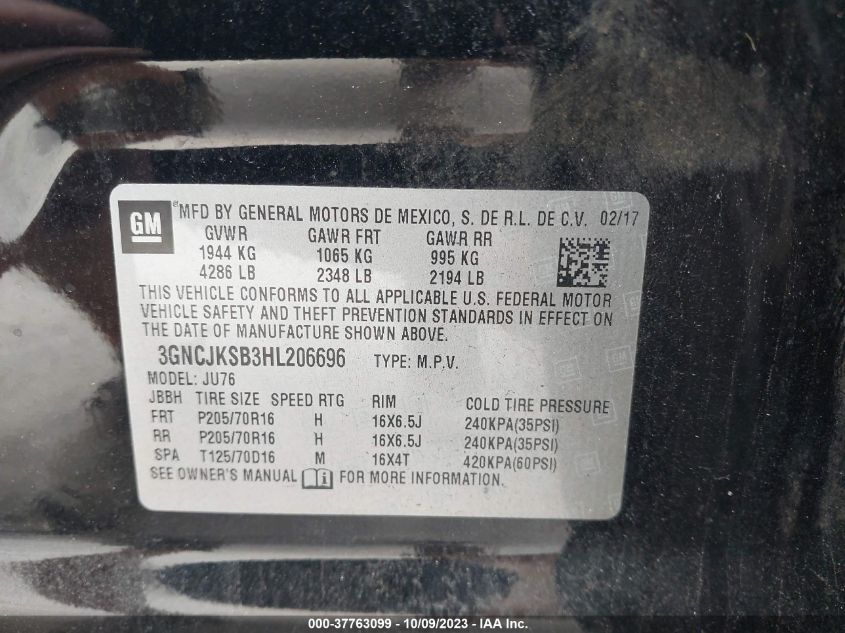 GM ®MFD BY GENERAL MOTORS DE MEXICO, S. DE R.L. DE C.V. 02/17
GVWR GAWR FRT GAWR RR
1944 KG 1065 KG 995 KG
4286 LB 2348 LB 2194 LB
THIS VEHICLE CONFORMS TO ALL APPLICABLE U.S. FEDERAL MOTOR
VEHICLE SAFETY AND THEFT PREVENTION STANDARDS IN EFFECT ON
THE DATE OF MANUFACTURE SHOWN ABOVE.
3GNCJKSB3HL206696 TYPE: M.P.V.
MODEL: JU76
JBBH TIRE SIZE SPEED RTG RIM COLD TIRE PRESSURE
FRT P205/70R16 H 16X6.5J 240KPA(35PSI)
RR P205/70R16 H 16X6.5J 240KPA(35PSI)
SPA T125/70D16 M 16X4T 420KPA(60PSI)
SEE OWNER'S MANUAL FOR MORE INFORMATION.
000-37763099 - 10/09/2023 - IAA Inc.